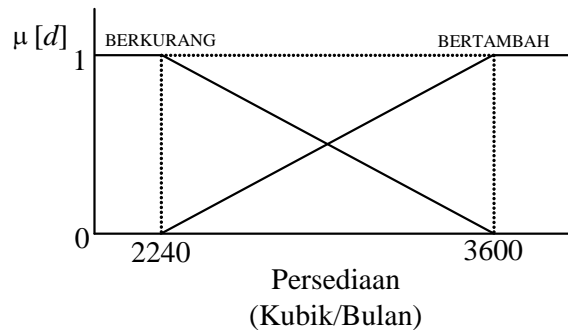 μ [d]
BERKURANG BERTAMBAH
1
0
2240 3600
Persediaan
(Kubik/Bulan)